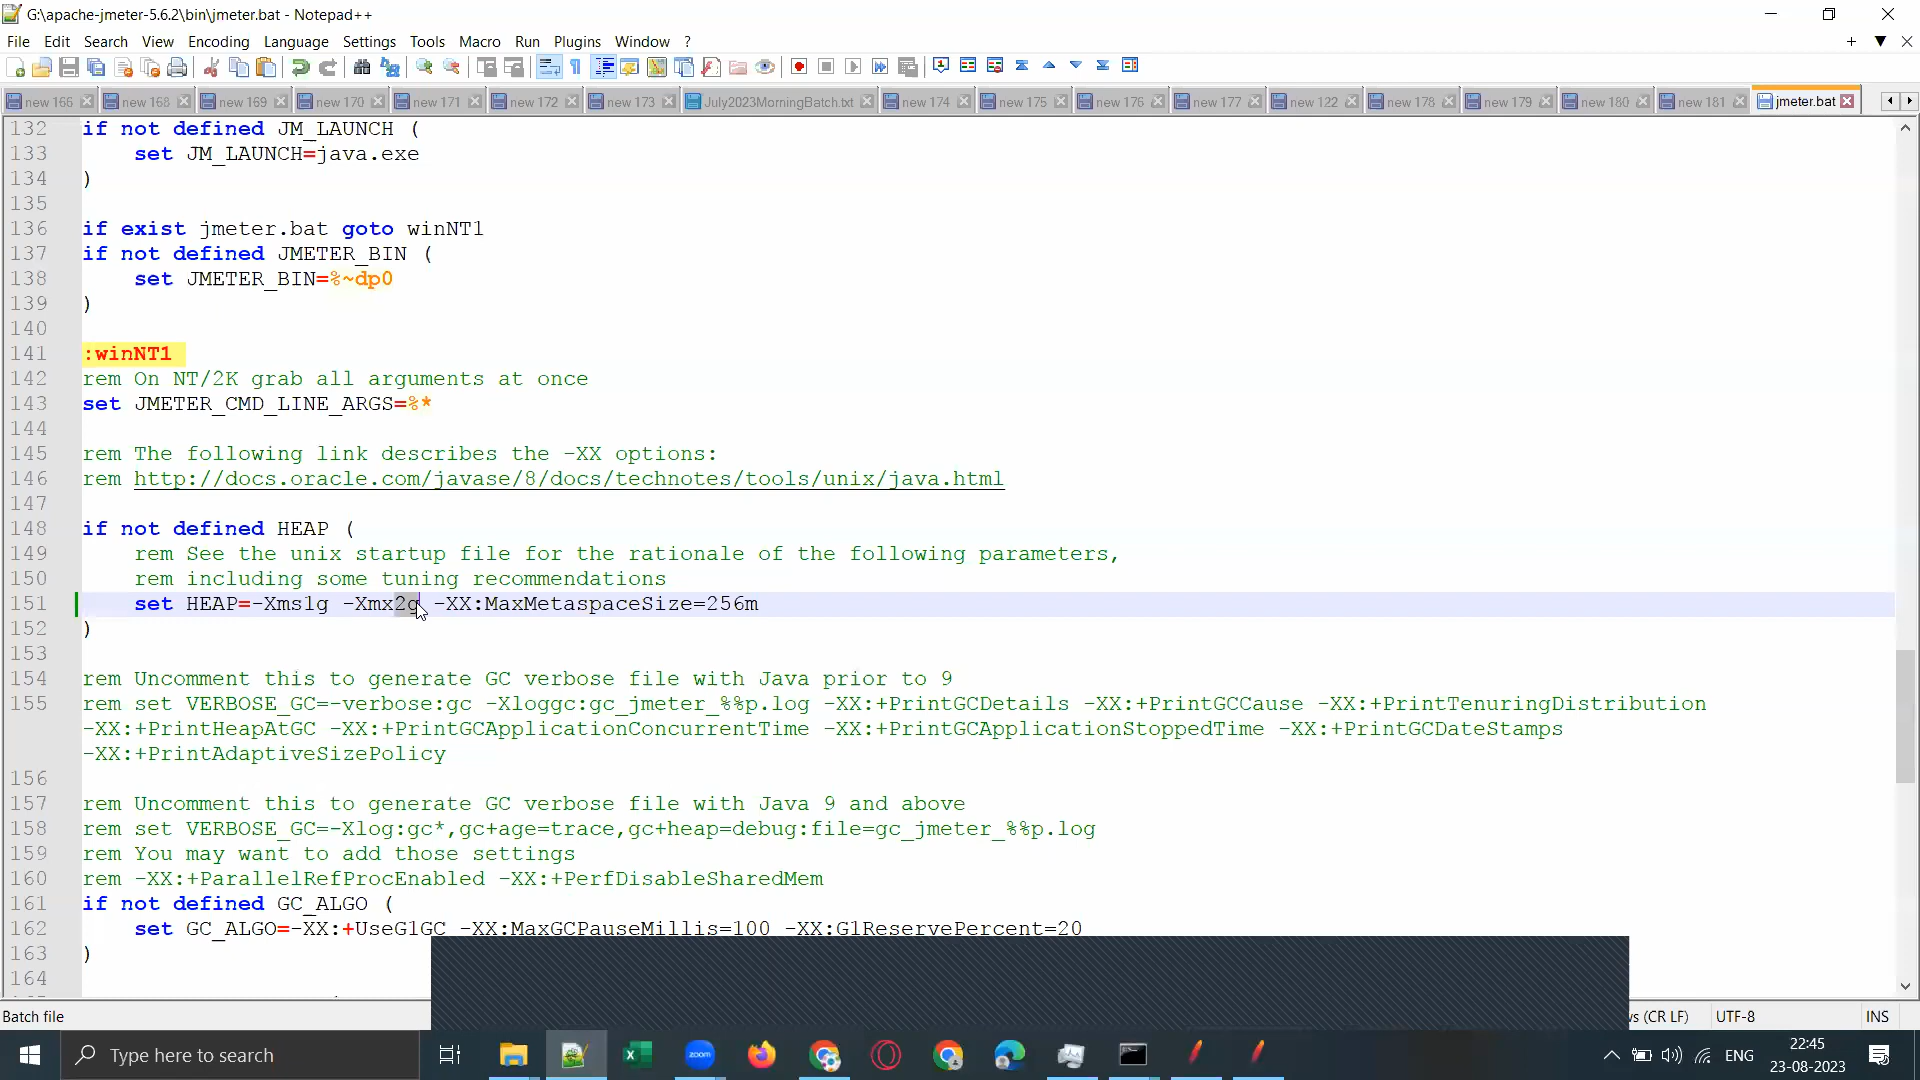 G:\apache-jmeter-5.6.2\bin\jmeter.bat - Notepad++
File Edit Search View Encoding Language Settings Tools Macro Run Plugins Window ?
new 166 new 168 new 169 new 170 new 171 new 172 new 173 July2023MorningBatch.txt new 174 new 175 new 176 new 177 new 122 new 178 new 179 new 180 new 181 jmeter.bat
132 if not defined JM_LAUNCH (
133 set JM_LAUNCH=java.exe
134 )
135
136 if exist jmeter.bat goto winNT1
137 if not defined JMETER_BIN (
138 set JMETER_BIN=%~dp0
139 )
140
141 :winNT1
142 rem On NT/2K grab all arguments at once
143 set JMETER_CMD_LINE_ARGS=%*
144
145 rem The following link describes the -XX options:
146 rem http://docs.oracle.com/javase/8/docs/technotes/tools/unix/java.html
147
148 if not defined HEAP (
149 rem See the unix startup file for the rationale of the following parameters,
150 rem including some tuning recommendations
151 set HEAP=-Xms1g -Xmx2g -XX:MaxMetaspaceSize=256m
152 )
153
154 rem Uncomment this to generate GC verbose file with Java prior to 9
155 rem set VERBOSE_GC=-verbose:gc -Xloggc:gc_jmeter_%%p.log -XX:+PrintGCDetails -XX:+PrintGCCause -XX:+PrintTenuringDistribution
-XX:+PrintHeapAtGC -XX:+PrintGCApplicationConcurrentTime -XX:+PrintGCApplicationStoppedTime -XX:+PrintGCDateStamps
-XX:+PrintAdaptiveSizePolicy
156
157 rem Uncomment this to generate GC verbose file with Java 9 and above
158 rem set VERBOSE_GC=-Xlog:gc*,gc+age=trace,gc+heap=debug:file=gc_jmeter_%%p.log
159 rem You may want to add those settings
160 rem -XX:+ParallelRefProcEnabled -XX:+PerfDisableSharedMem
161 if not defined GC_ALGO (
162 set GC_ALGO=-XX:+UseG1GC -XX:MaxGCPauseMillis=100 -XX:G1ReservePercent=20
163 )
164
Batch file (CR LF) UTF-8 INS
Type here to search zoom ENG 22:45
23-08-2023